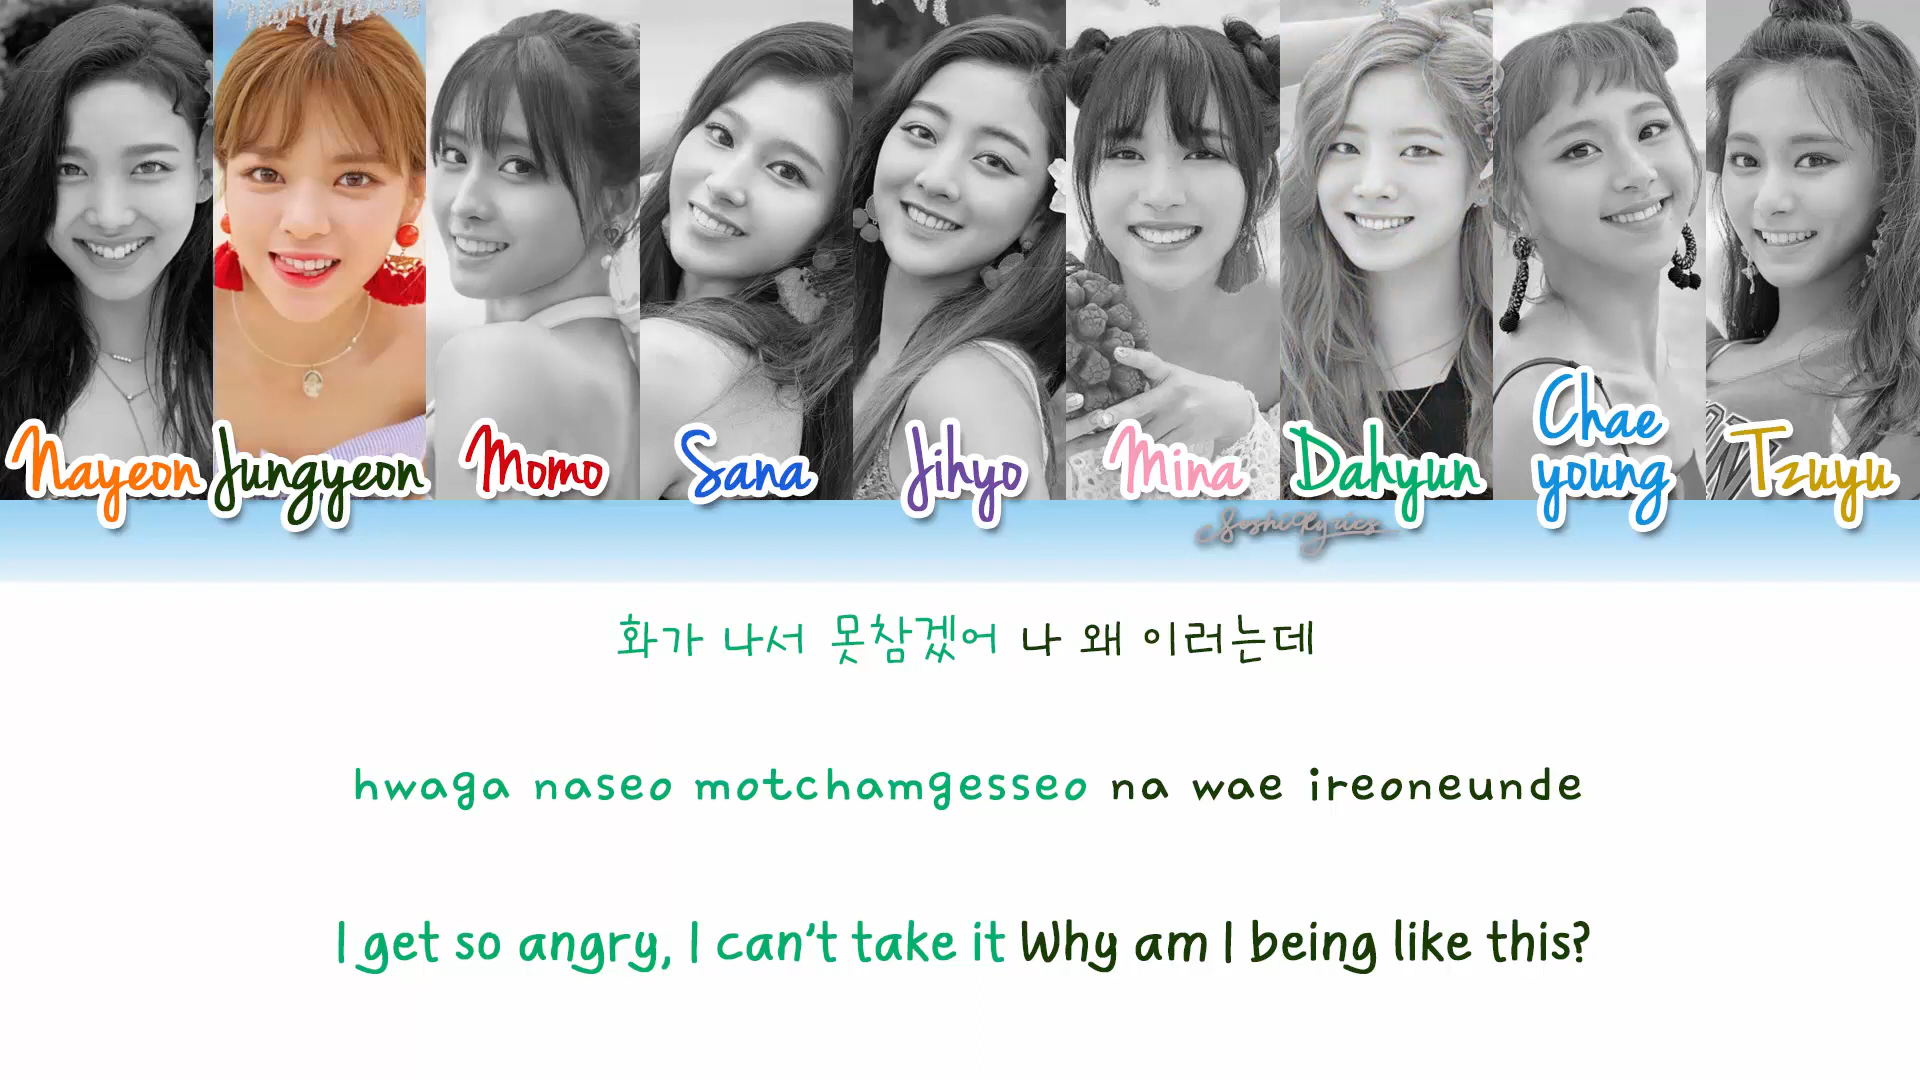 Nayeon Jungyeon Momo Sana Jihyo Mina Dahyun Chae young Tzuyu
화가 나서 못참겠어 나 왜 이러는데
hwaga naseo motchamgesseo na wae ireoneunde
I get so angry, I can't take it Why am I being like this?